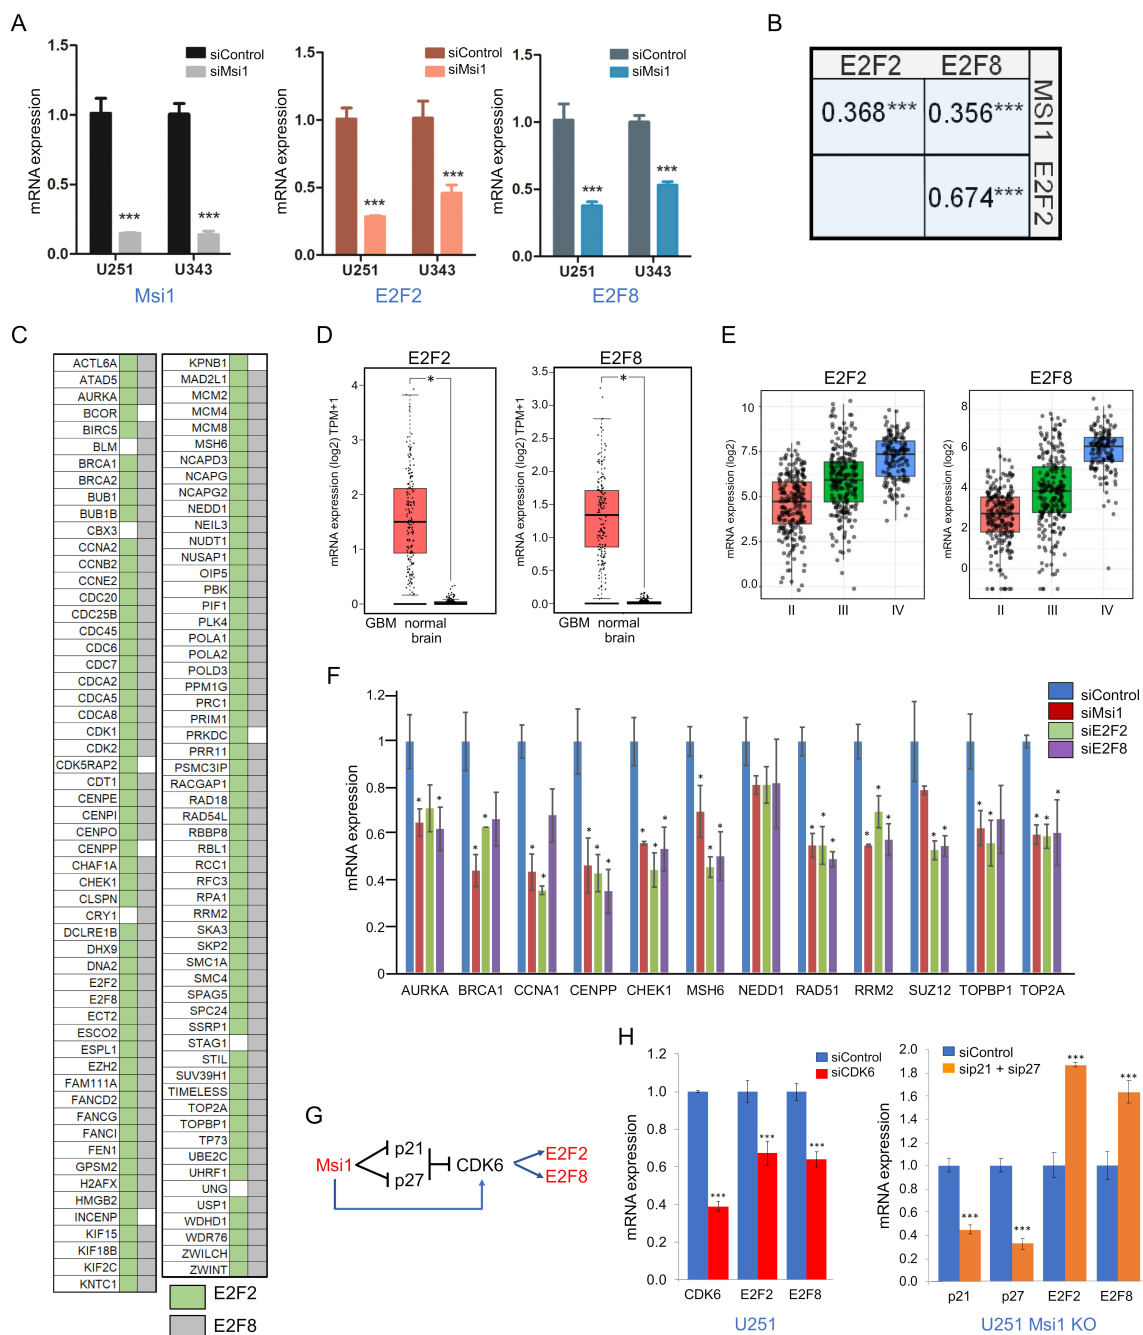 A
1.5
1.0
0.5
0.0
mRNA expression
siControl
siMsi1
***
***
U251
U343
Msi1
1.5
1.0
0.5
0.0
mRNA expression
siControl
siMsi1
***
***
U251
U343
E2F2
1.5
1.0
0.5
0.0
mRNA expression
siControl
siMsi1
***
***
U251
U343
E2F8
B
E2F2 E2F8
0.368*** 0.356***
MSI1
0.674***
E2F2
C
ACTL6A
ATAD5
AURKA
BCOR
BIRC5
BLM
BRCA1
BRCA2
BUB1
BUB1B
CBX3
CCNA2
CCNB2
CCNE2
CDC20
CDC25B
CDC45
CDC6
CDC7
CDCA2
CDCA5
CDCA8
CDK1
CDK2
CDK5RAP2
CDT1
CENPE
CENPI
CENPO
CENPP
CHAF1A
CHEK1
CLSPN
CRY1
DCLRE1B
DHX9
DNA2
E2F2
E2F8
ECT2
ESCO2
ESPL1
EZH2
FAM111A
FANCD2
FANCG
FANCI
FEN1
GPSM2
H2AFX
HMGB2
INCENP
KIF15
KIF18B
KIF2C
KNTC1
KPNB1
MAD2L1
MCM2
MCM4
MCM8
MSH6
NCAPD3
NCAPG
NCAPG2
NEDD1
NEIL3
NUDT1
NUSAP1
OIP5
PBK
PIF1
PLK4
POLA1
POLA2
POLD3
PPM1G
PRC1
PRIM1
PRKDC
PRR11
PSMC3IP
RACGAP1
RAD18
RAD54L
RBBP8
RBL1
RCC1
RFC3
RPA1
RRM2
SKA3
SKP2
SMC1A
SMC4
SPAG5
SPC24
SSRP1
STAG1
STIL
SUV39H1
TIMELESS
TOP2A
TOPBP1
TP73
UBE2C
UHRF1
UNG
USP1
WDHD1
WDR76
ZWILCH
ZWINT
E2F2
E2F8
D
E2F2
*
4
3
2
1
0
mRNA expression (log2) TPM+1
GBM normal
brain
E2F8
*
3.5
3.0
2.5
2.0
1.5
1.0
0.5
0.0
mRNA expression (log2) TPM+1
GBM normal
brain
E
E2F2
10
7.5
5.0
2.5
0.0
mRNA expression (log2)
II III IV
E2F8
8
6
4
2
0
mRNA expression (log2)
II III IV
F
1.2
1
0.8
0.6
0.4
0.2
0
mRNA expression
siControl
siMsi1
siE2F2
siE2F8
* *
* *
* *
* * *
* * *
* * *
* * *
* * *
* *
* *
* * *
AURKA BRCA1 CCNA1 CENPP CHEK1 MSH6 NEDD1 RAD51 RRM2 SUZ12 TOPBP1 TOP2A
G
Msi1
p21
p27
CDK6
E2F2
E2F8
H
1.2
1.0
0.8
0.6
0.4
0.2
0.0
mRNA expression
siControl
siCDK6
***
***
***
CDK6 E2F2 E2F8
U251
2.0
1.8
1.6
1.4
1.2
1.0
0.8
0.6
0.4
0.2
0.0
mRNA expression
siControl
sip21 + sip27
***
***
***
***
p21 p27 E2F2 E2F8
U251 Msi1 KO